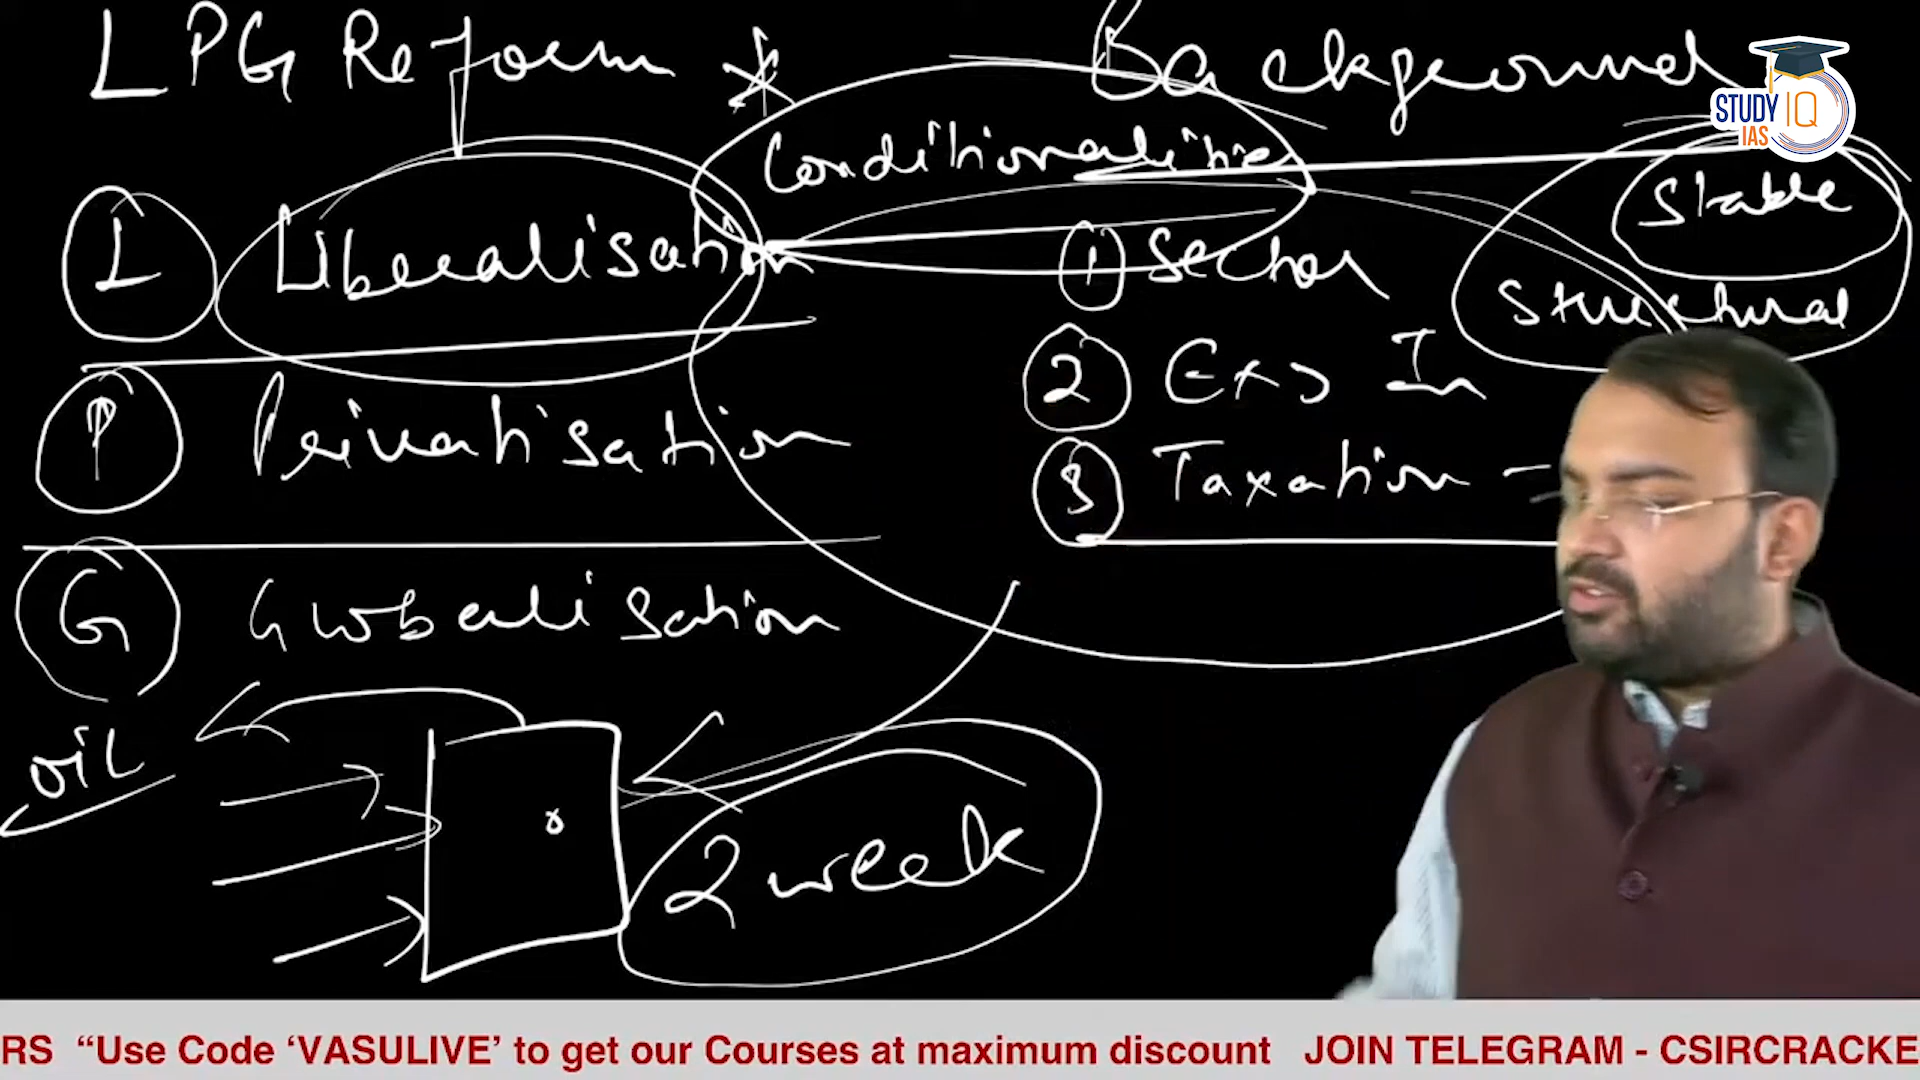 LPG Reform * Background
STUDY IQ
IAS
Conditionalities
Stable
L Liberalisation
1 Sector
Structural
2 Ex > In
P Privatisation
3 Taxation =
G Globalisation
oil
2 week
RS “Use Code ‘VASULIVE’ to get our Courses at maximum discount JOIN TELEGRAM - CSIRCRACKE